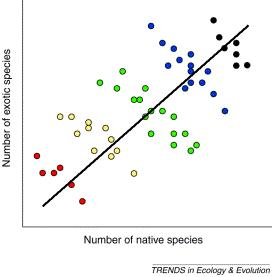 Number of exotic species
Number of native species
TRENDS in Ecology & Evolution